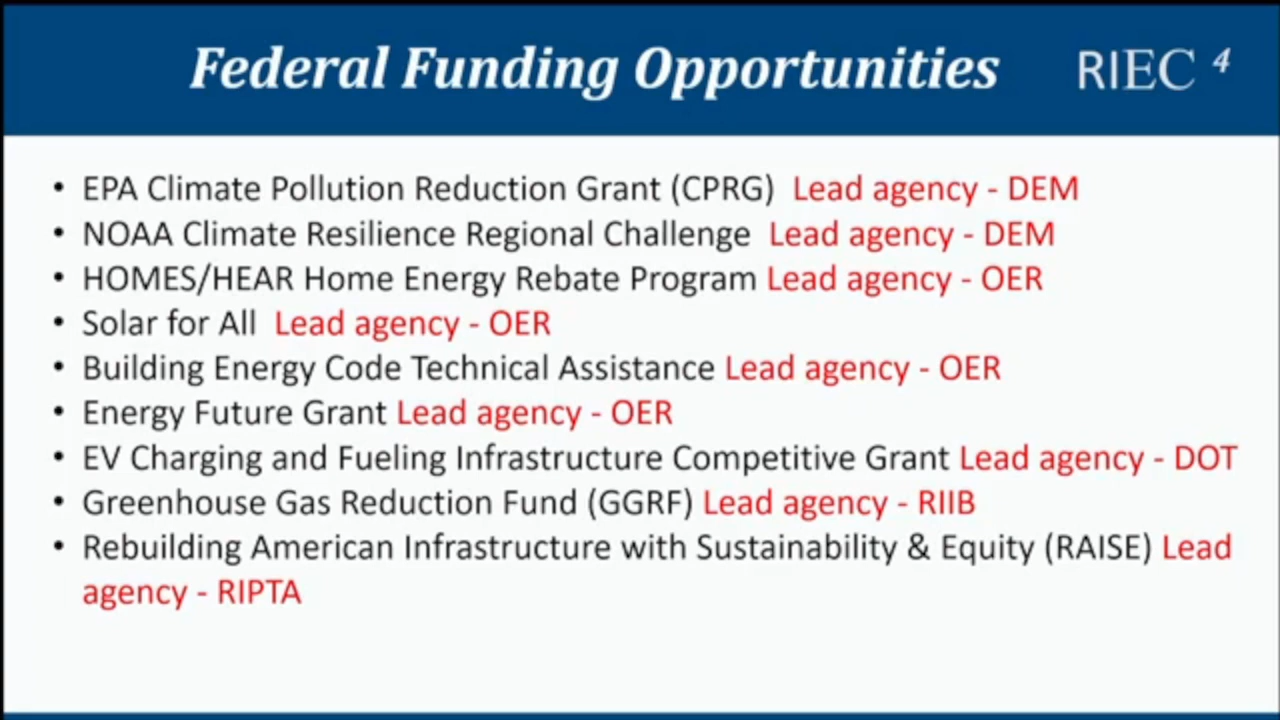 Federal Funding Opportunities RIEC 4
• EPA Climate Pollution Reduction Grant (CPRG) Lead agency - DEM
• NOAA Climate Resilience Regional Challenge Lead agency - DEM
• HOMES/HEAR Home Energy Rebate Program Lead agency - OER
• Solar for All Lead agency - OER
• Building Energy Code Technical Assistance Lead agency - OER
• Energy Future Grant Lead agency - OER
• EV Charging and Fueling Infrastructure Competitive Grant Lead agency - DOT
• Greenhouse Gas Reduction Fund (GGRF) Lead agency - RIIB
• Rebuilding American Infrastructure with Sustainability & Equity (RAISE) Lead
agency - RIPTA